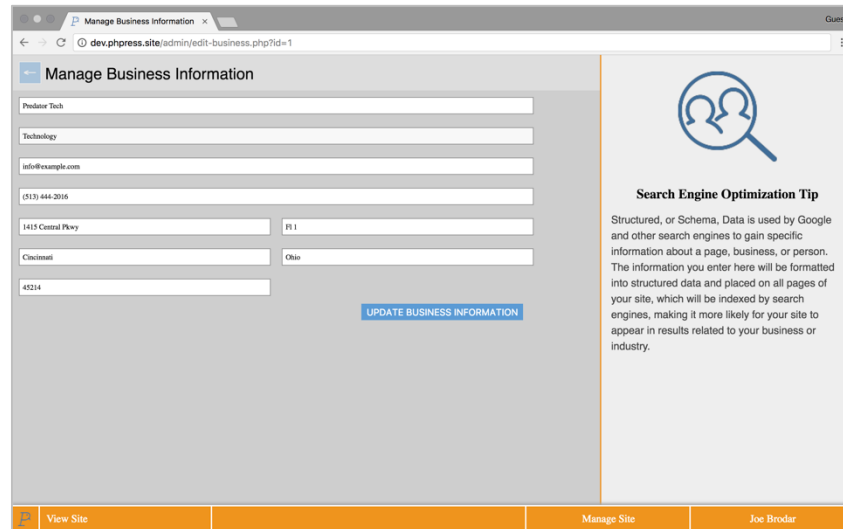 Manage Business Information
Gues
dev.phpress.site/admin/edit-business.php?id=1
Manage Business Information
Predator Tech
Technology
info@example.com
(513) 444-2016
1415 Central Pkwy
Fl 1
Cincinnati
Ohio
45214
UPDATE BUSINESS INFORMATION
Search Engine Optimization Tip
Structured, or Schema, Data is used by Google
and other search engines to gain specific
information about a page, business, or person.
The information you enter here will be formatted
into structured data and placed on all pages of
your site, which will be indexed by search
engines, making it more likely for your site to
appear in results related to your business or
industry.
View Site
Manage Site
Joe Brodar